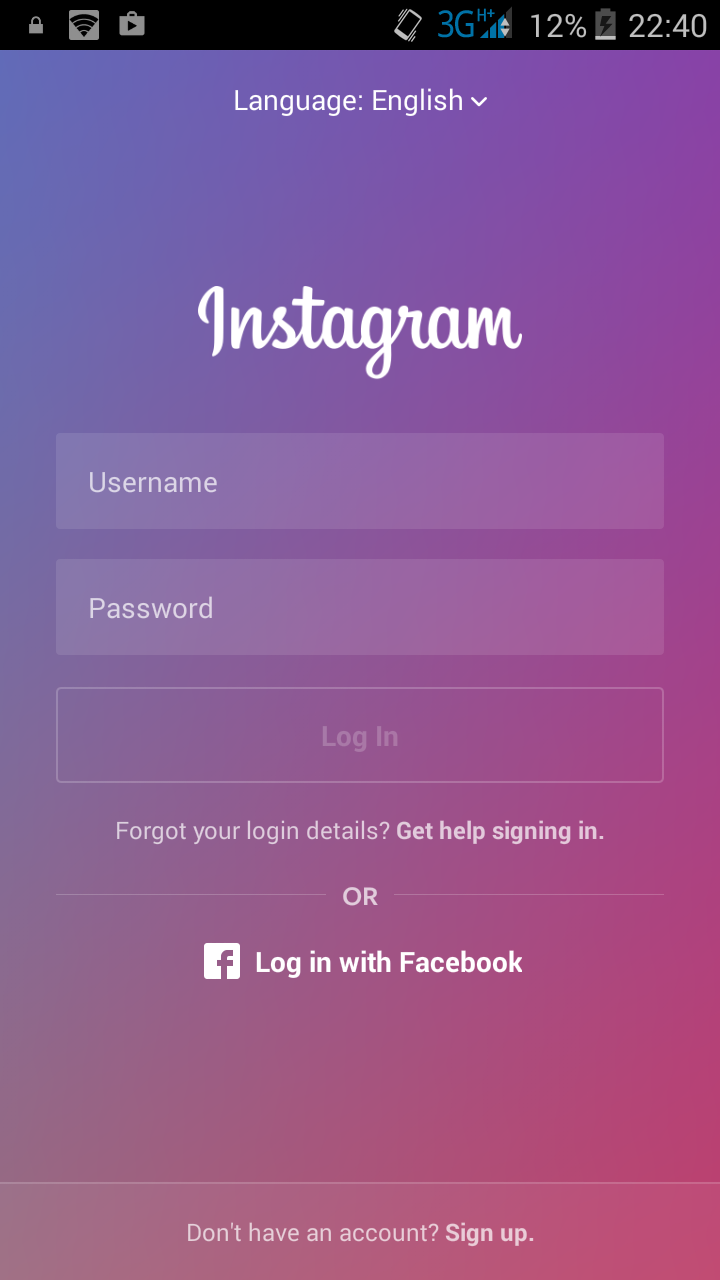 3G H+ 12% 22:40
Language: English
Instagram
Username
Password
Log In
Forgot your login details? Get help signing in.
OR
Log in with Facebook
Don't have an account? Sign up.